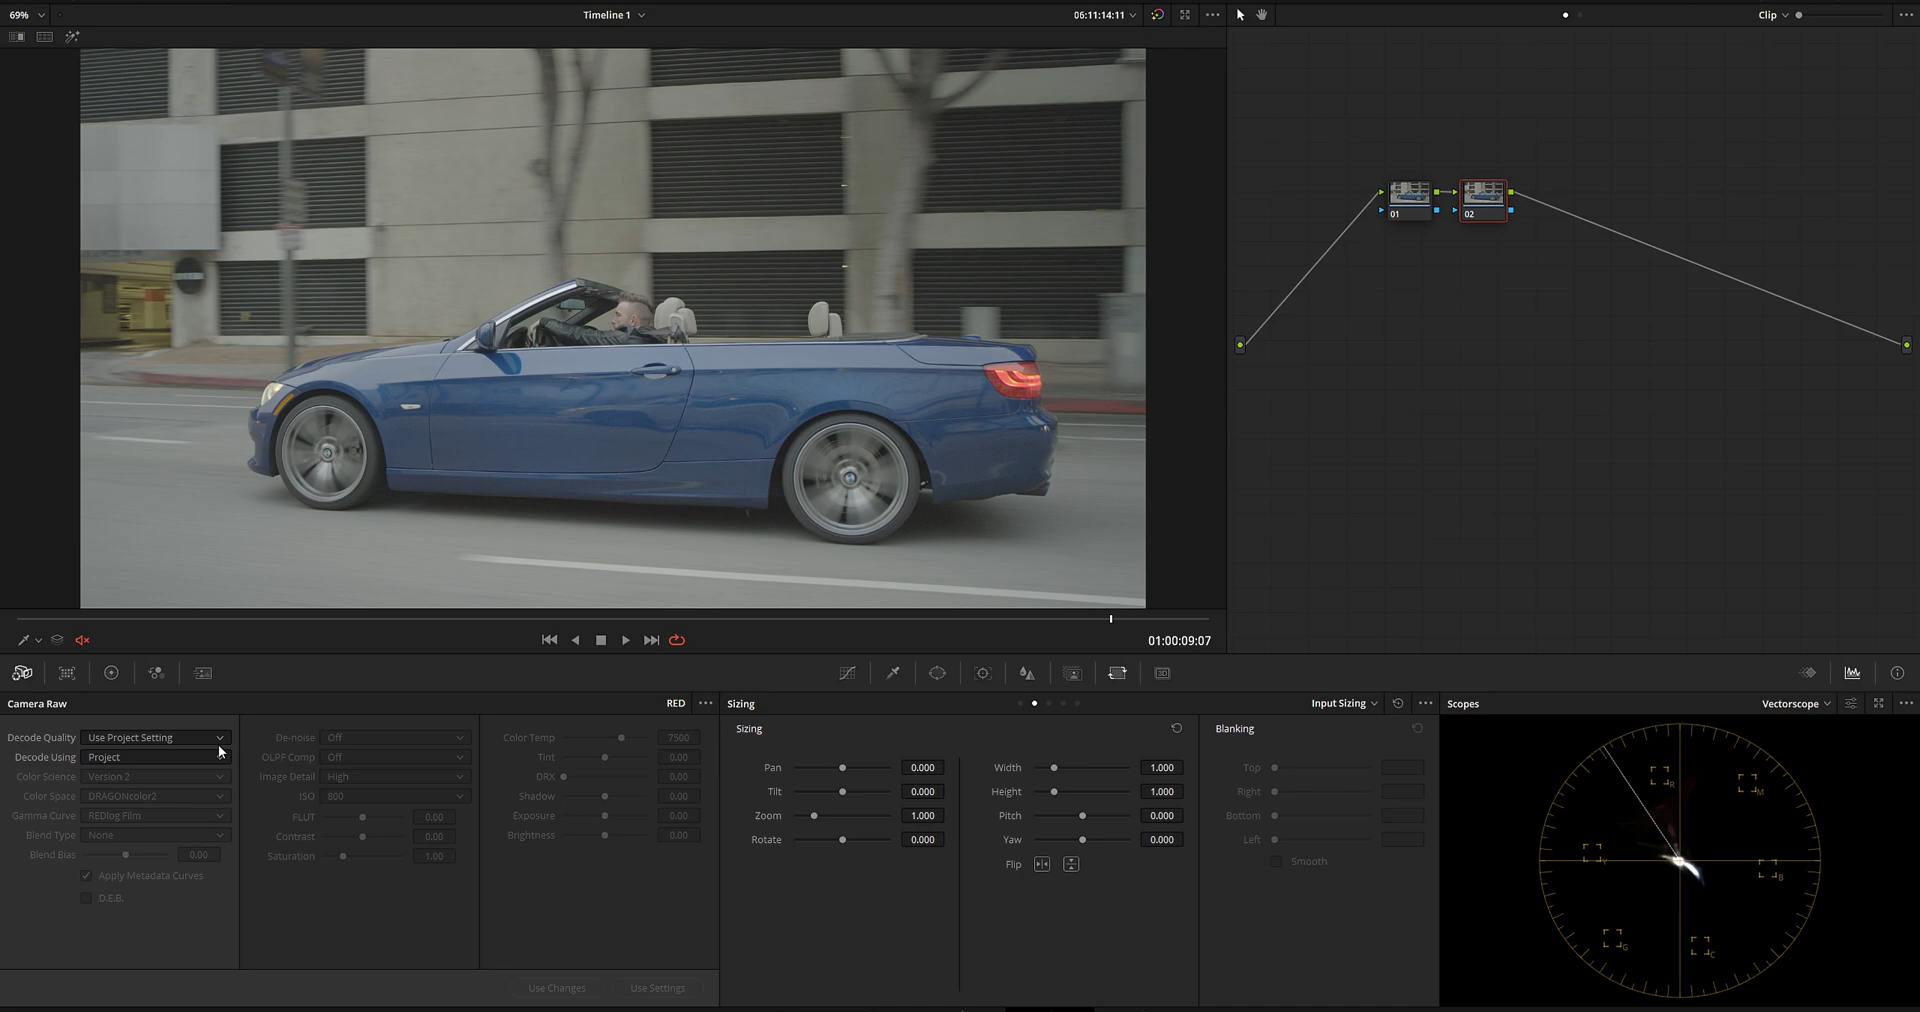 69%
Timeline 1
06:11:14:11
Clip
01
02
01:00:09:07
Camera Raw
RED
Decode Quality Use Project Setting
Decode Using Project
Color Science Version 2
Color Space DRAGONcolor2
Gamma Curve REDlog Film
Blend Type None
Blend Bias 0.00
Apply Metadata Curves
D.E.B.
De-noise Off
OLPF Comp Off
Image Detail High
ISO 800
FLUT 0.00
Contrast 0.00
Saturation 1.00
Color Temp 7500
Tint 0.00
DRX 0.00
Shadow 0.00
Exposure 0.00
Brightness 0.00
Use Changes
Use Settings
Sizing
Input Sizing
Sizing
Pan 0.000
Tilt 0.000
Zoom 1.000
Rotate 0.000
Width 1.000
Height 1.000
Pitch 0.000
Yaw 0.000
Flip
Blanking
Top
Right
Bottom
Left
Smooth
Scopes
Vectorscope
R
M
Y
B
G
C
3D